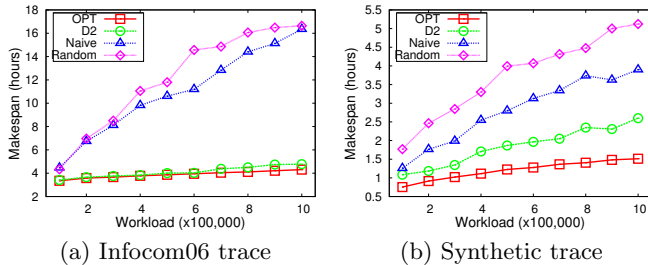 OPT
D2
Naive
Random
Makespan (hours)
18
16
14
12
10
8
6
4
2
2 4 6 8 10
Workload (x100,000)
(a) Infocom06 trace
OPT
D2
Naive
Random
Makespan (hours)
5.5
5
4.5
4
3.5
3
2.5
2
1.5
1
0.5
2 4 6 8 10
Workload (x100,000)
(b) Synthetic trace